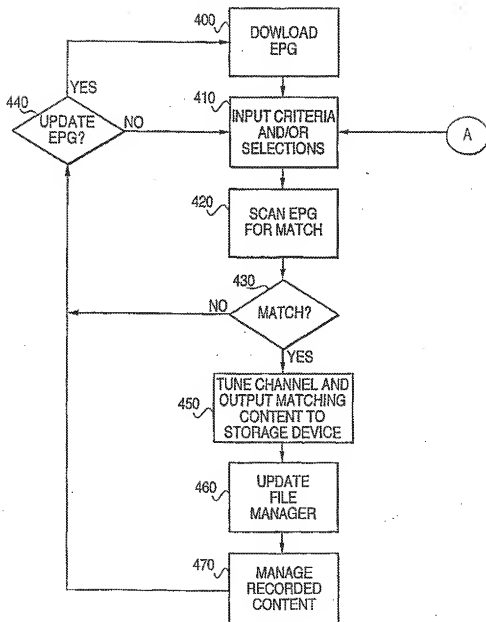 400
DOWLOAD
EPG
YES
440
UPDATE
EPG?
NO
410
INPUT CRITERIA
AND/OR
SELECTIONS
A
420
SCAN EPG
FOR MATCH
430
NO
MATCH?
YES
450
TUNE CHANNEL AND
OUTPUT MATCHING
CONTENT TO
STORAGE DEVICE
460
UPDATE
FILE
MANAGER
470
MANAGE
RECORDED
CONTENT